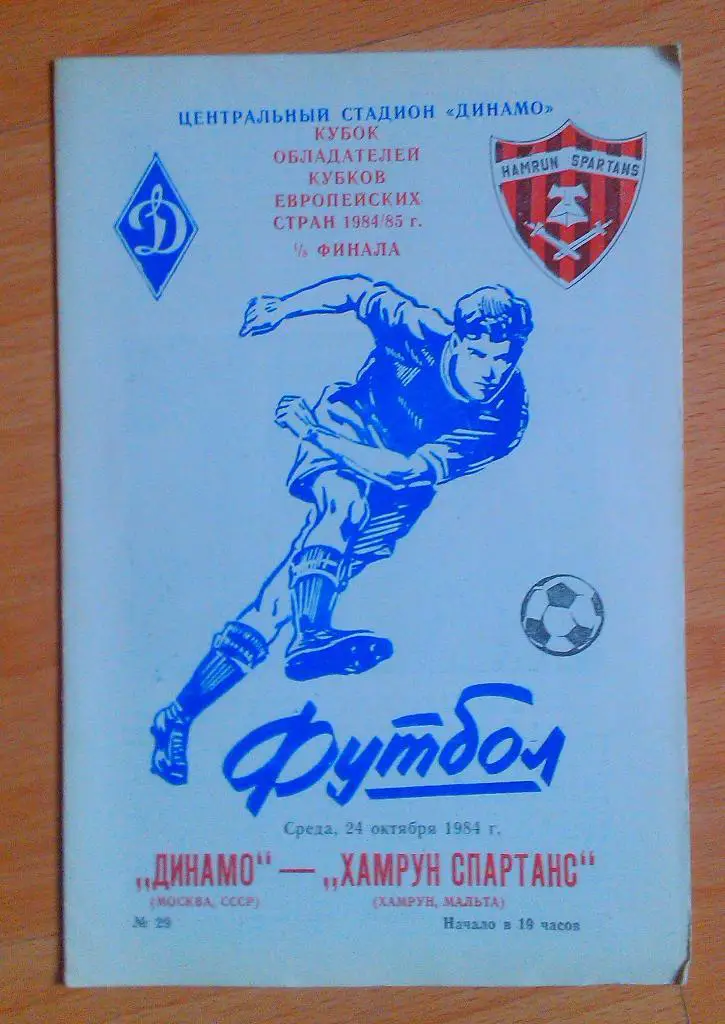 ЦЕНТРАЛЬНЫЙ СТАДИОН «ДИНАМО»
КУБОК
ОБЛАДАТЕЛЕЙ
КУБКОВ
ЕВРОПЕЙСКИХ
СТРАН 1984/85 г.
1/8 ФИНАЛА
Д
HAMRUN SPARTANS
Футбол
Среда, 24 октября 1984 г.
„ДИНАМО" — „ХАМРУН СПАРТАНС"
(МОСКВА, СССР) (ХАМРУН, МАЛЬТА)
№ 29 Начало в 19 часов